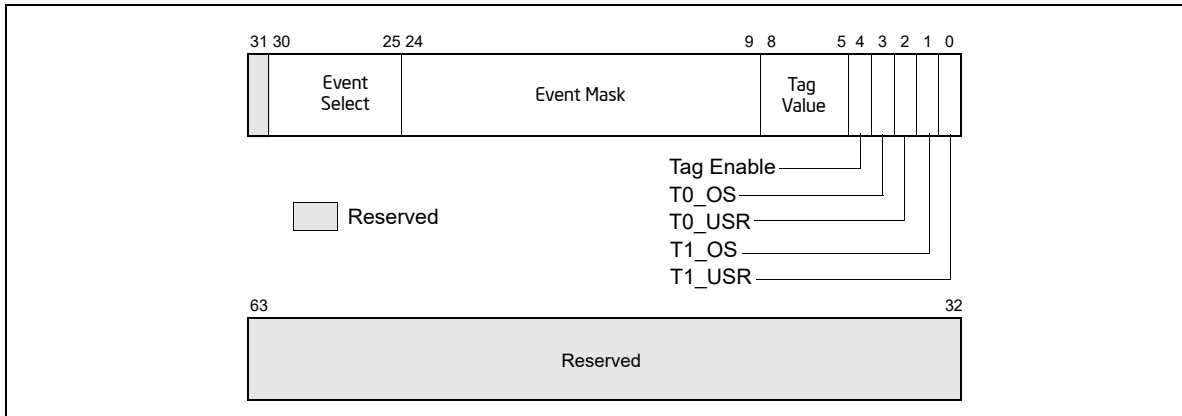 31 30 25 24 9 8 5 4 3 2 1 0
Event Event Mask Tag
Select Value
Tag Enable
T0_OS
Reserved T0_USR
T1_OS
T1_USR
63 32
Reserved